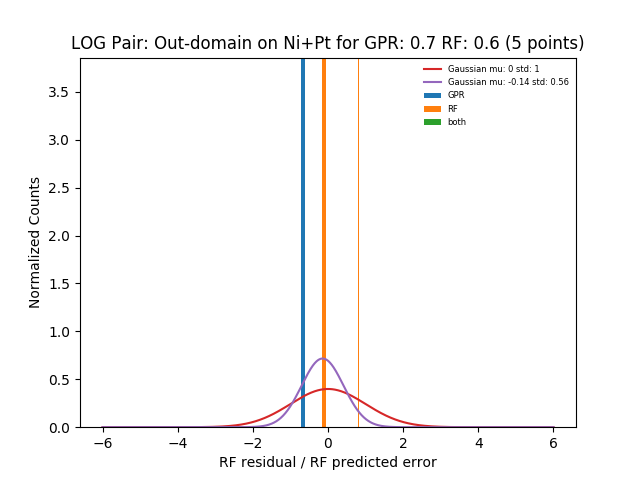 LOG Pair: Out-domain on Ni+Pt for GPR: 0.7 RF: 0.6 (5 points)
Gaussian mu: 0 std: 1
Gaussian mu: -0.14 std: 0.56
GPR
RF
both
Normalized Counts
3.5
3.0
2.5
2.0
1.5
1.0
0.5
0.0
−6 −4 −2 0 2 4 6
RF residual / RF predicted error